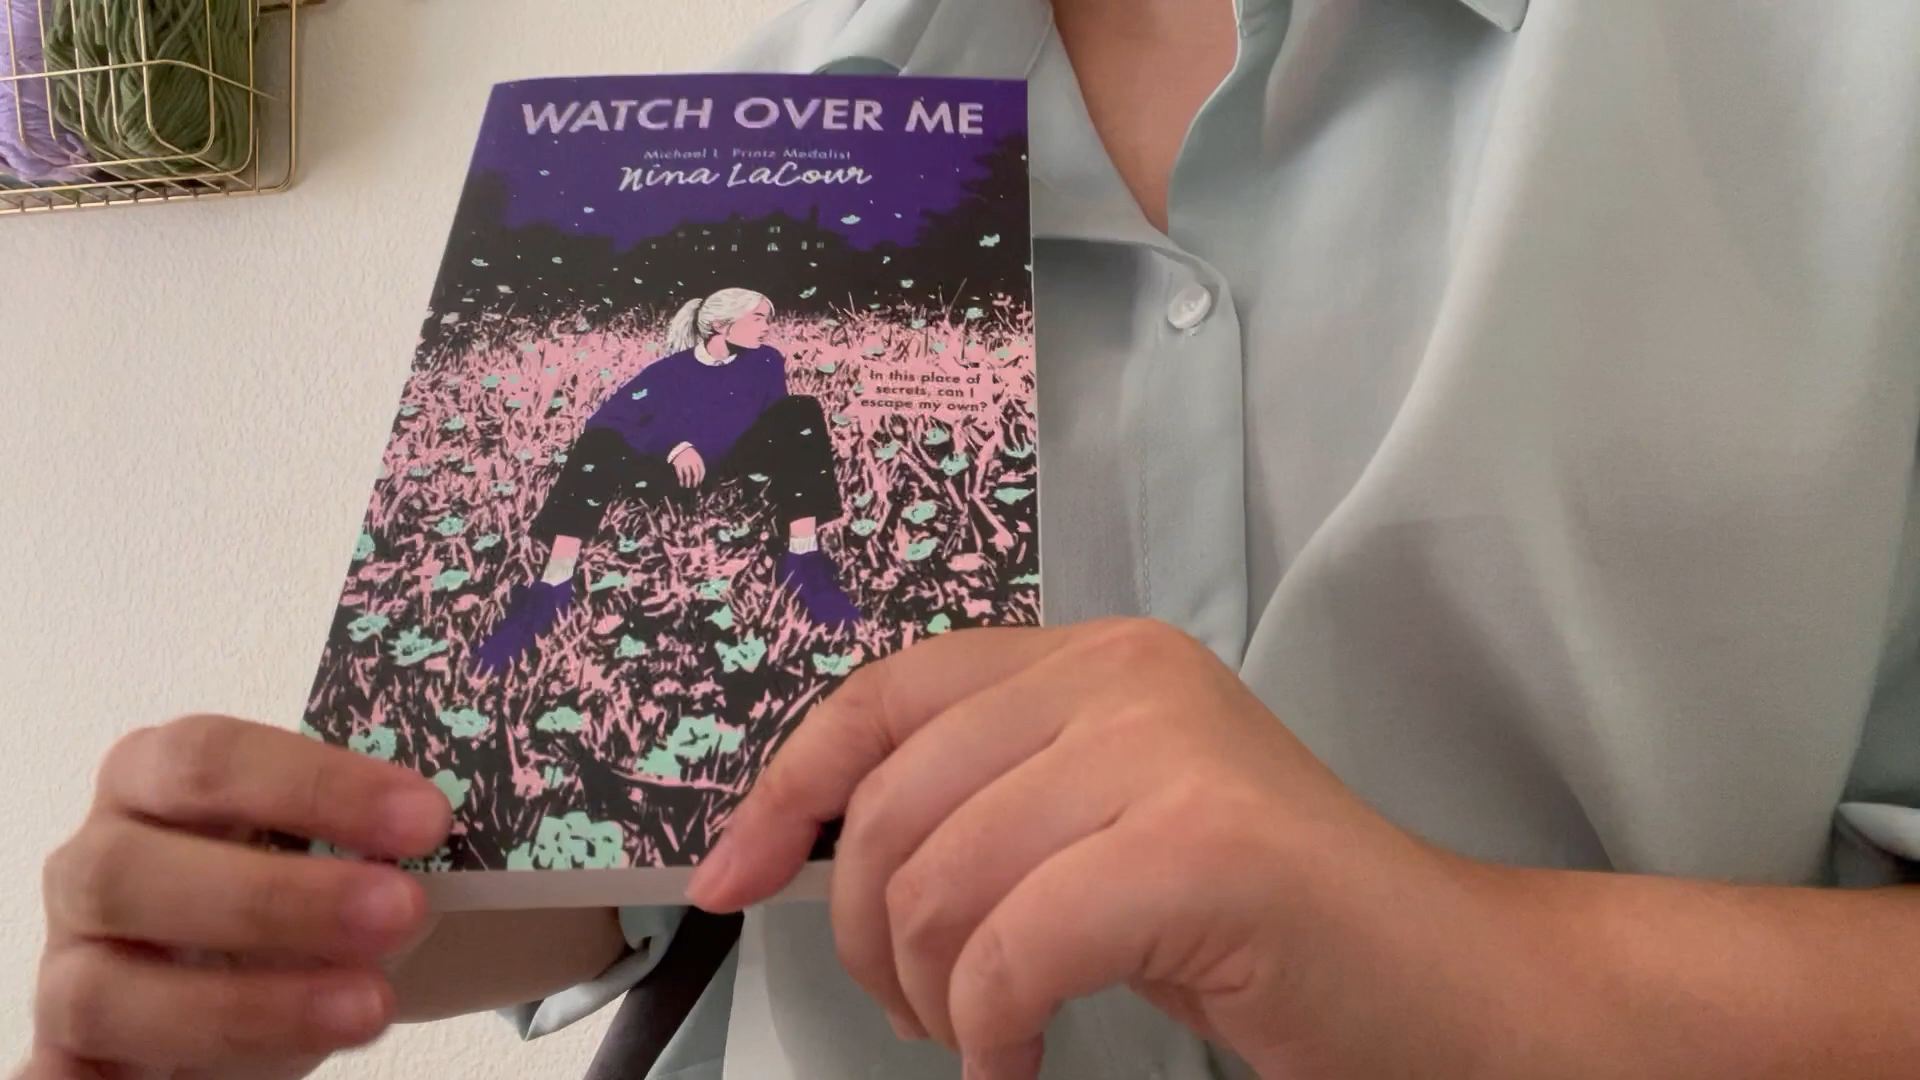 WATCH OVER ME
Michael L. Printz Medalist
Nina LaCour
In this place of
secrets, can I
escape my own?